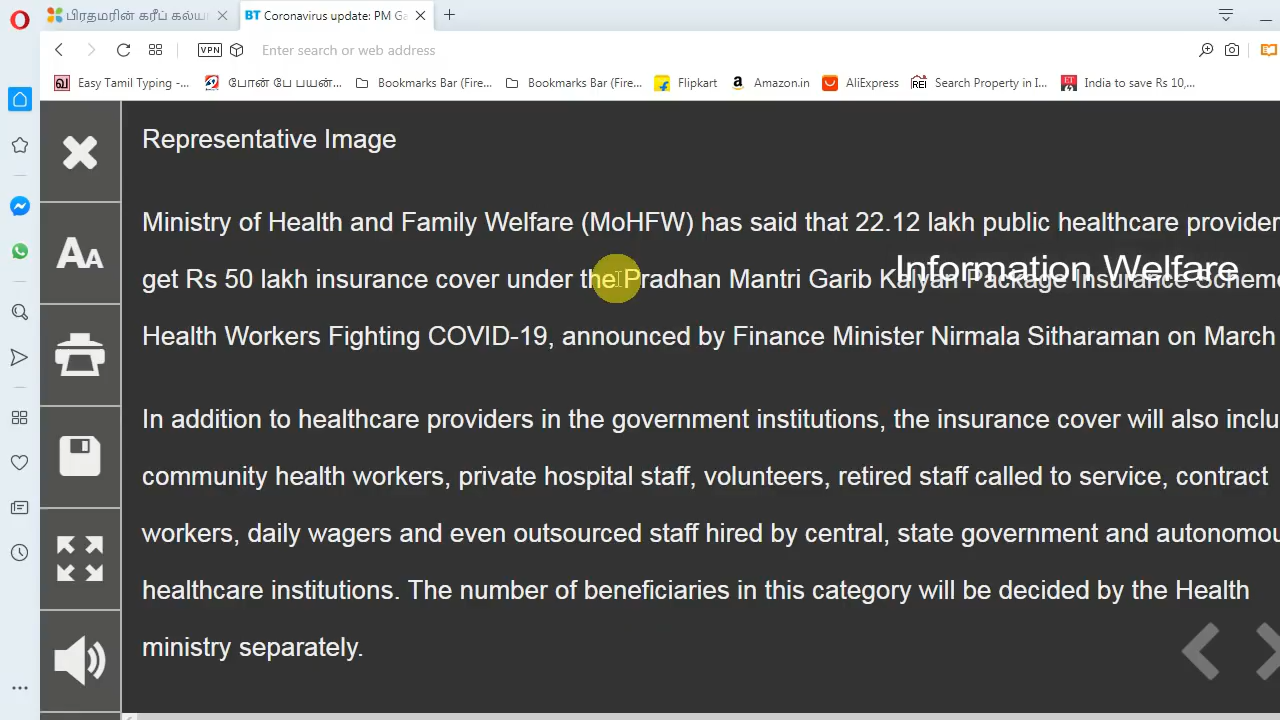 பிரதமரின் கரீப் கல்ய
BT Coronavirus update: PM Ga
VPN
Enter search or web address
Easy Tamil Typing -...
போன் பே பயன்...
Bookmarks Bar (Fire...
Bookmarks Bar (Fire...
Flipkart
Amazon.in
AliExpress
Search Property in I...
India to save Rs 10,...
AA
Representative Image
Ministry of Health and Family Welfare (MoHFW) has said that 22.12 lakh public healthcare provider
get Rs 50 lakh insurance cover under the Pradhan Mantri Garib Kalyan Package Insurance Scheme
Information Welfare
Health Workers Fighting COVID-19, announced by Finance Minister Nirmala Sitharaman on March
In addition to healthcare providers in the government institutions, the insurance cover will also inclu
community health workers, private hospital staff, volunteers, retired staff called to service, contract
workers, daily wagers and even outsourced staff hired by central, state government and autonomou
healthcare institutions. The number of beneficiaries in this category will be decided by the Health
ministry separately.